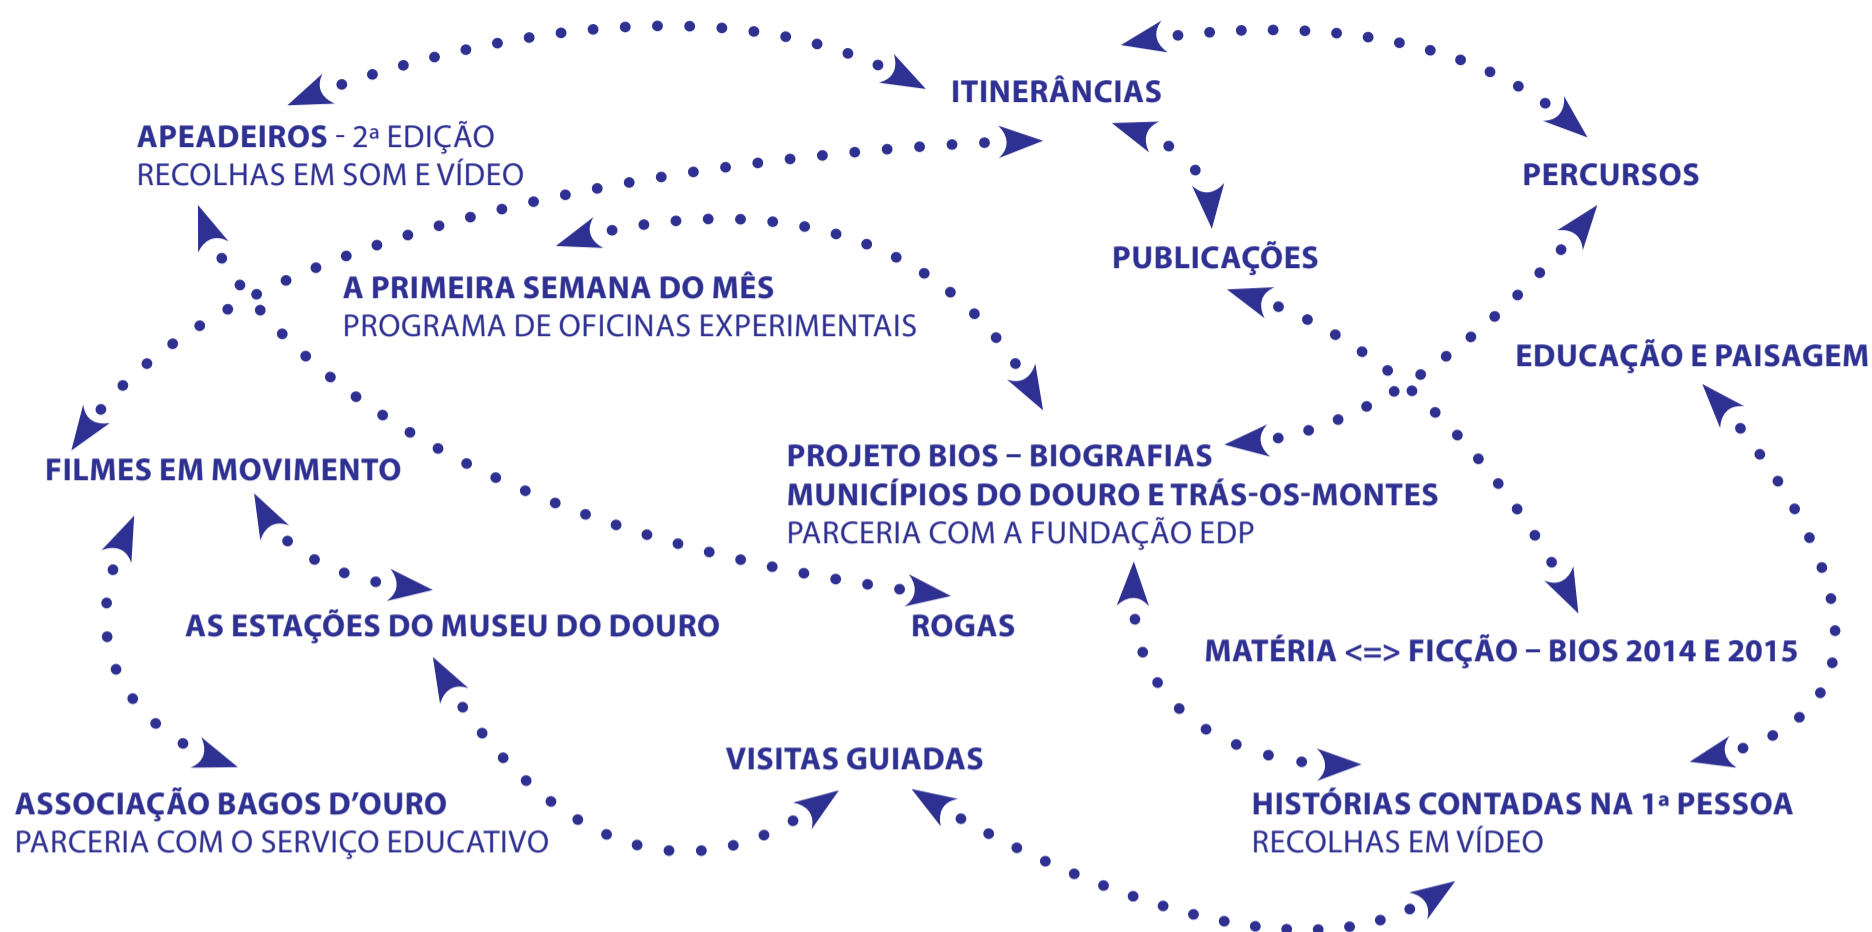 ITINERÂNCIAS
APEADEIROS - 2ª EDIÇÃO
RECOLHAS EM SOM E VÍDEO
PERCURSOS
PUBLICAÇÕES
A PRIMEIRA SEMANA DO MÊS
PROGRAMA DE OFICINAS EXPERIMENTAIS
EDUCAÇÃO E PAISAGEM
FILMES EM MOVIMENTO
PROJETO BIOS – BIOGRAFIAS
MUNICÍPIOS DO DOURO E TRÁS-OS-MONTES
PARCERIA COM A FUNDAÇÃO EDP
AS ESTAÇÕES DO MUSEU DO DOURO
ROGAS
MATÉRIA <=> FICÇÃO – BIOS 2014 E 2015
VISITAS GUIADAS
ASSOCIAÇÃO BAGOS D’OURO
PARCERIA COM O SERVIÇO EDUCATIVO
HISTÓRIAS CONTADAS NA 1ª PESSOA
RECOLHAS EM VÍDEO